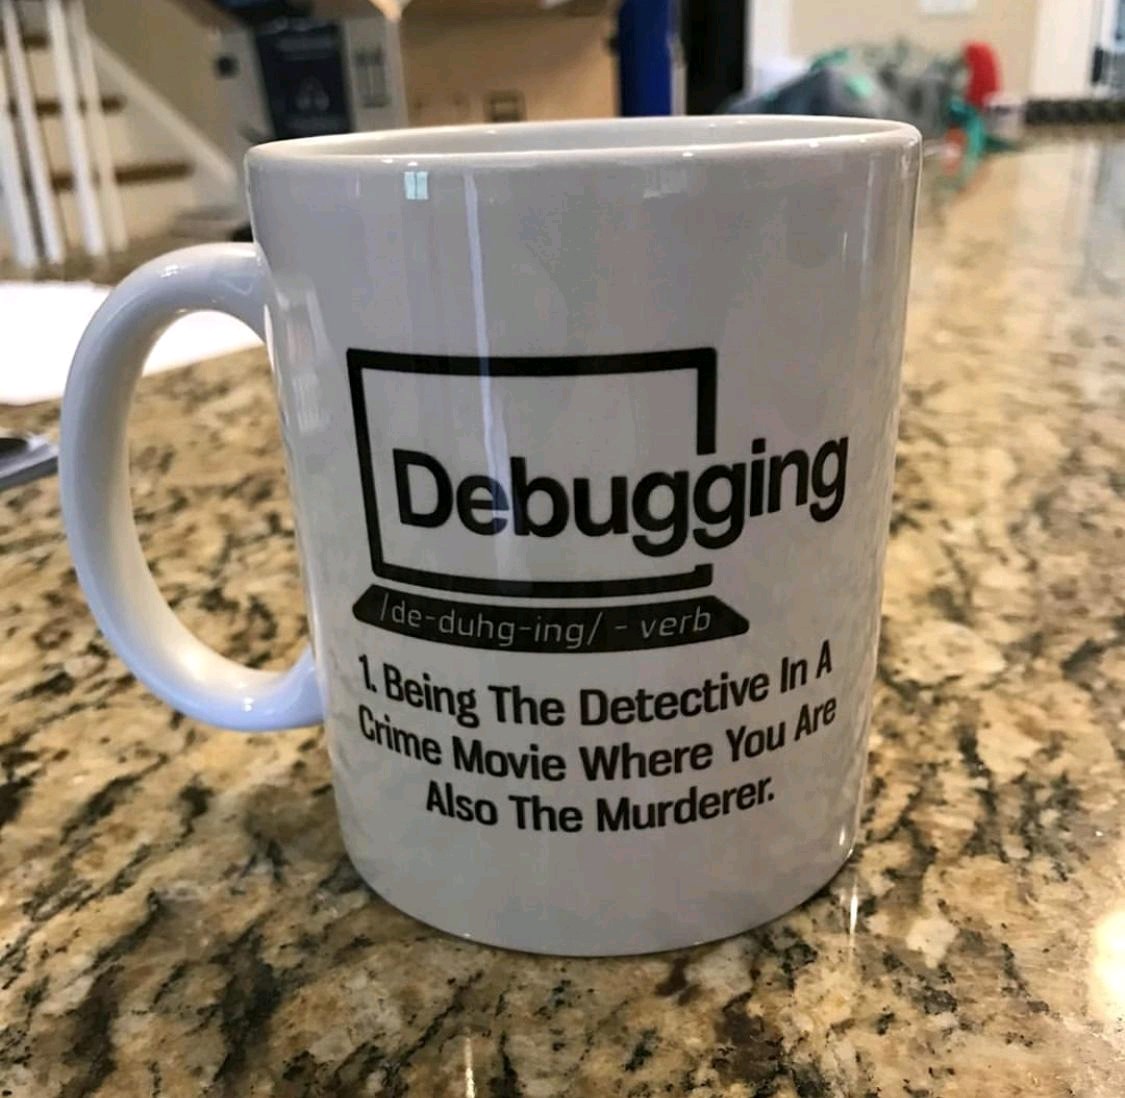 Debugging
/de-duhg-ing/ - verb
1. Being The Detective In A
Crime Movie Where You Are
Also The Murderer.